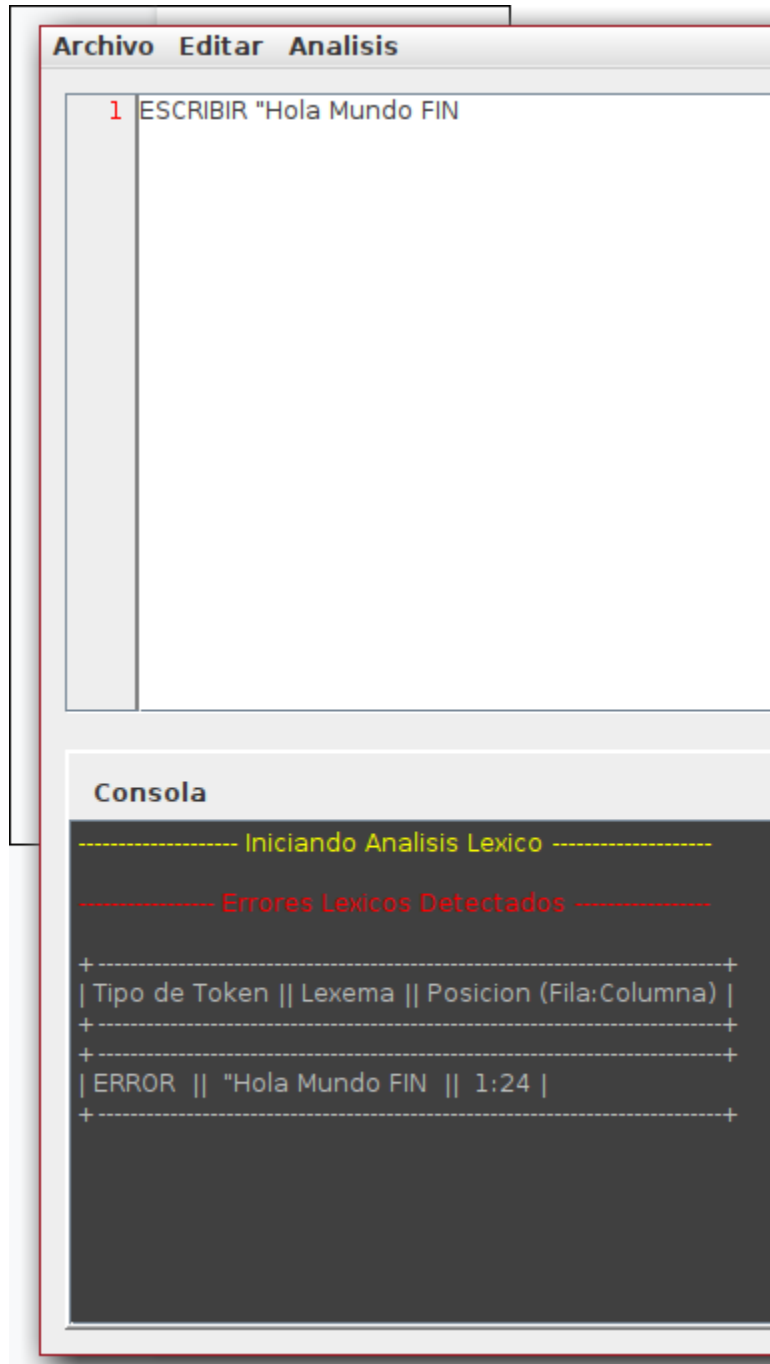 Archivo Editar Analisis
1 ESCRIBIR "Hola Mundo FIN
Consola
-------------------- Iniciando Analisis Lexico --------------------
----------------- Errores Lexicos Detectados -----------------
+------------------------------------------------------------------------------+
| Tipo de Token || Lexema || Posicion (Fila:Columna) |
+------------------------------------------------------------------------------+
+------------------------------------------------------------------------------+
| ERROR || "Hola Mundo FIN || 1:24 |
+------------------------------------------------------------------------------+